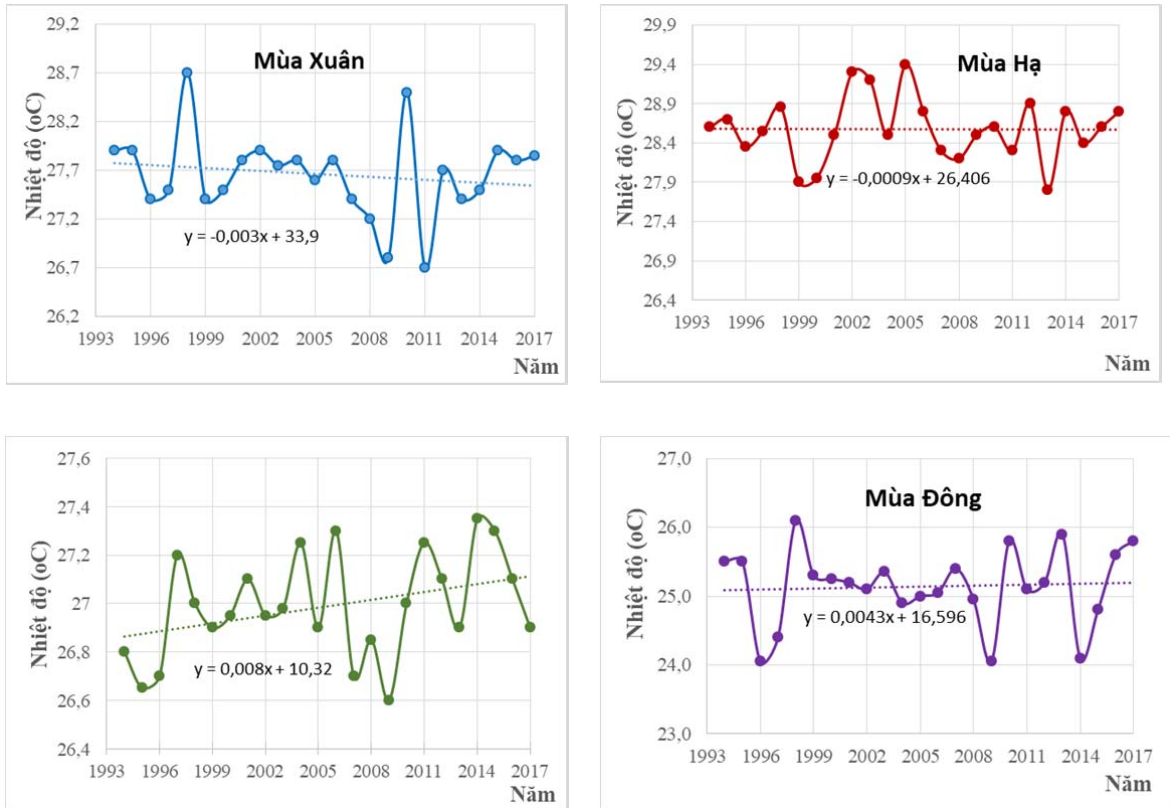 Mùa Xuân
Nhiệt độ (oC)
29,2
28,7
28,2
27,7
27,2
26,7
26,2
y = -0,003x + 33,9
1993 1996 1999 2002 2005 2008 2011 2014 2017
Năm
Mùa Hạ
Nhiệt độ (oC)
29,9
29,4
28,9
28,4
27,9
27,4
26,9
26,4
y = -0,0009x + 26,406
1993 1996 1999 2002 2005 2008 2011 2014 2017
Năm
Nhiệt độ (oC)
27,6
27,4
27,2
27
26,8
26,6
26,4
y = 0,008x + 10,32
1993 1996 1999 2002 2005 2008 2011 2014 2017
Năm
Mùa Đông
Nhiệt độ (oC)
27,0
26,0
25,0
24,0
23,0
y = 0,0043x + 16,596
1993 1996 1999 2002 2005 2008 2011 2014 2017
Năm